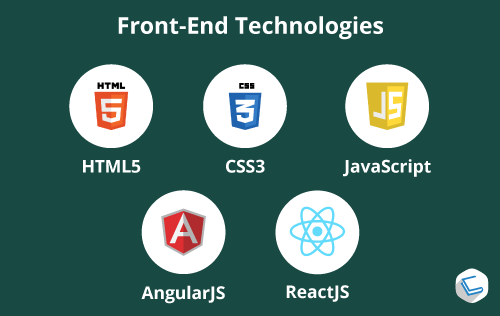 Front-End Technologies
HTML
5
CSS
3
JS
HTML5
CSS3
JavaScript
A
AngularJS
ReactJS